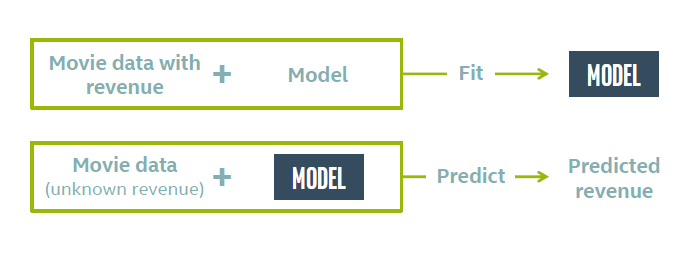 Movie data with
revenue
+
Model
Fit
MODEL
Movie data
(unknown revenue)
+
MODEL
Predict
Predicted
revenue